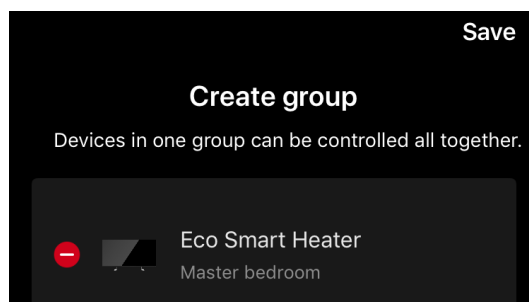 Save
Create group
Devices in one group can be controlled all together.
Eco Smart Heater
Master bedroom